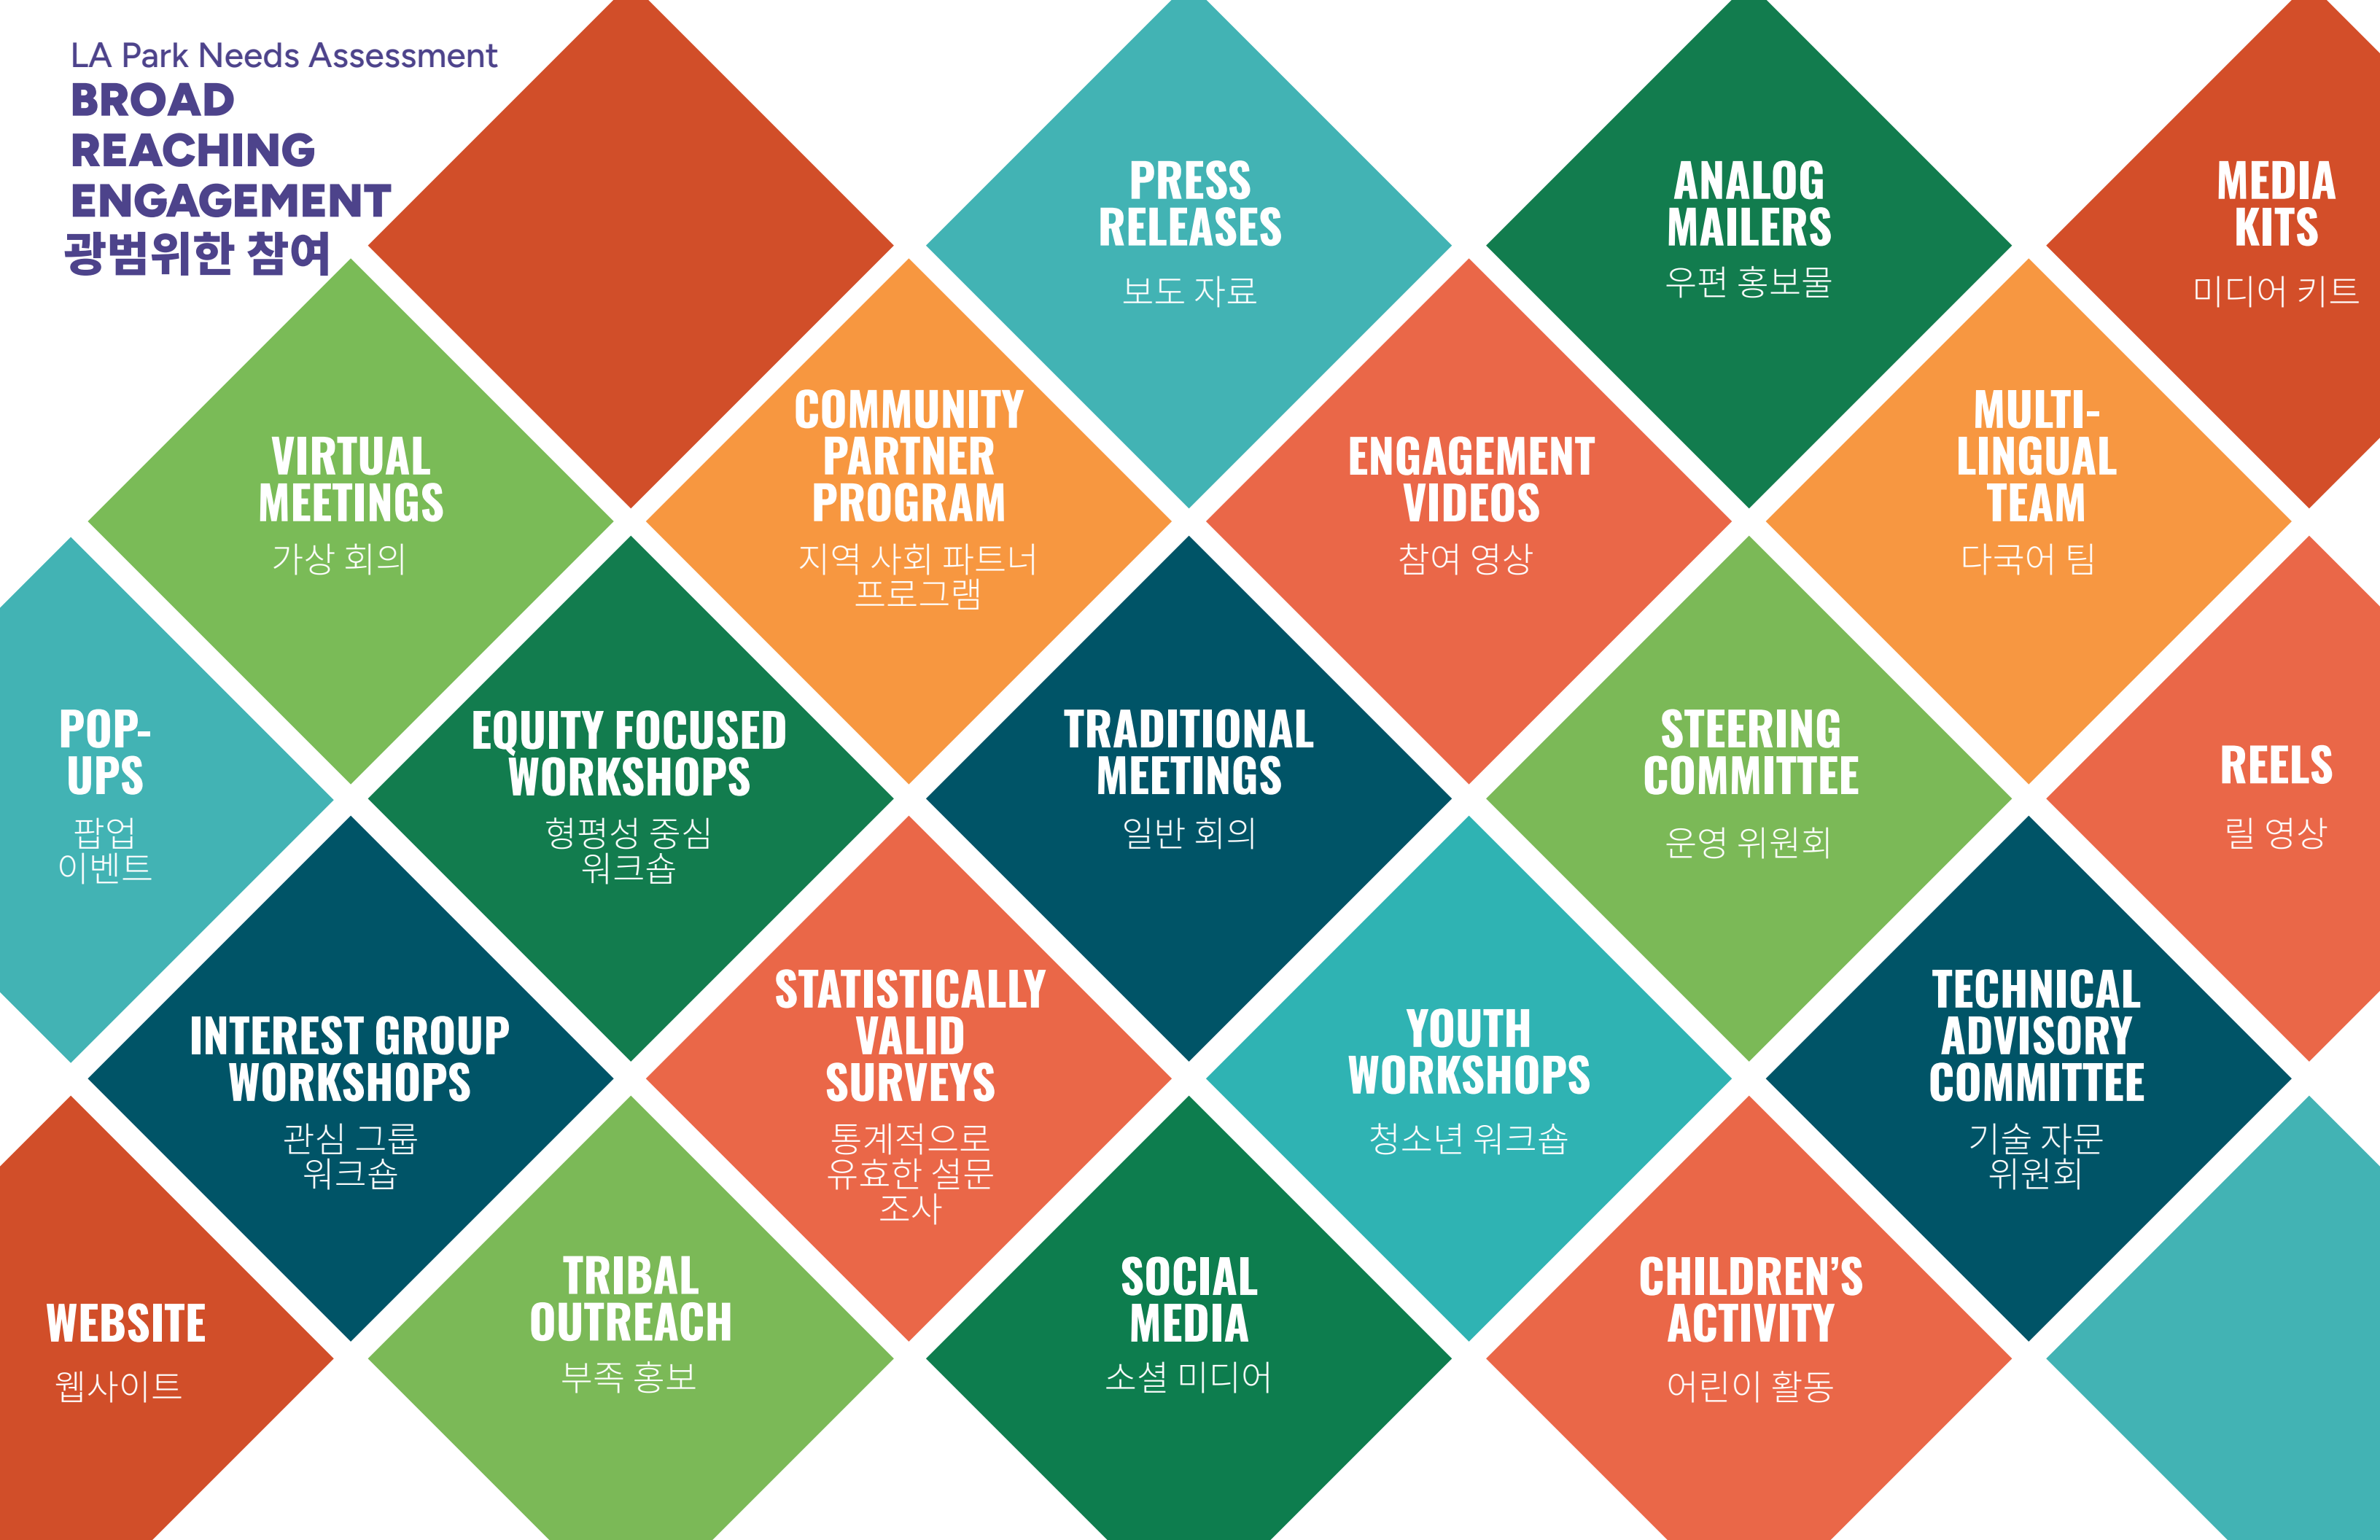 LA Park Needs Assessment
BROAD
REACHING
ENGAGEMENT
광범위한 참여
PRESS
RELEASES
보도 자료
ANALOG
MAILERS
우편 홍보물
MEDIA
KITS
미디어 키트
VIRTUAL
MEETINGS
가상 회의
COMMUNITY
PARTNER
PROGRAM
지역 사회 파트너
프로그램
ENGAGEMENT
VIDEOS
참여 영상
MULTI-
LINGUAL
TEAM
다국어 팀
POP-
UPS
팝업
이벤트
EQUITY FOCUSED
WORKSHOPS
형평성 중심
워크숍
TRADITIONAL
MEETINGS
일반 회의
STEERING
COMMITTEE
운영 위원회
REELS
릴 영상
INTEREST GROUP
WORKSHOPS
관심 그룹
워크숍
STATISTICALLY
VALID
SURVEYS
통계적으로
유효한 설문
조사
YOUTH
WORKSHOPS
청소년 워크숍
TECHNICAL
ADVISORY
COMMITTEE
기술 자문
위원회
WEBSITE
웹사이트
TRIBAL
OUTREACH
부족 홍보
SOCIAL
MEDIA
소셜 미디어
CHILDREN’S
ACTIVITY
어린이 활동